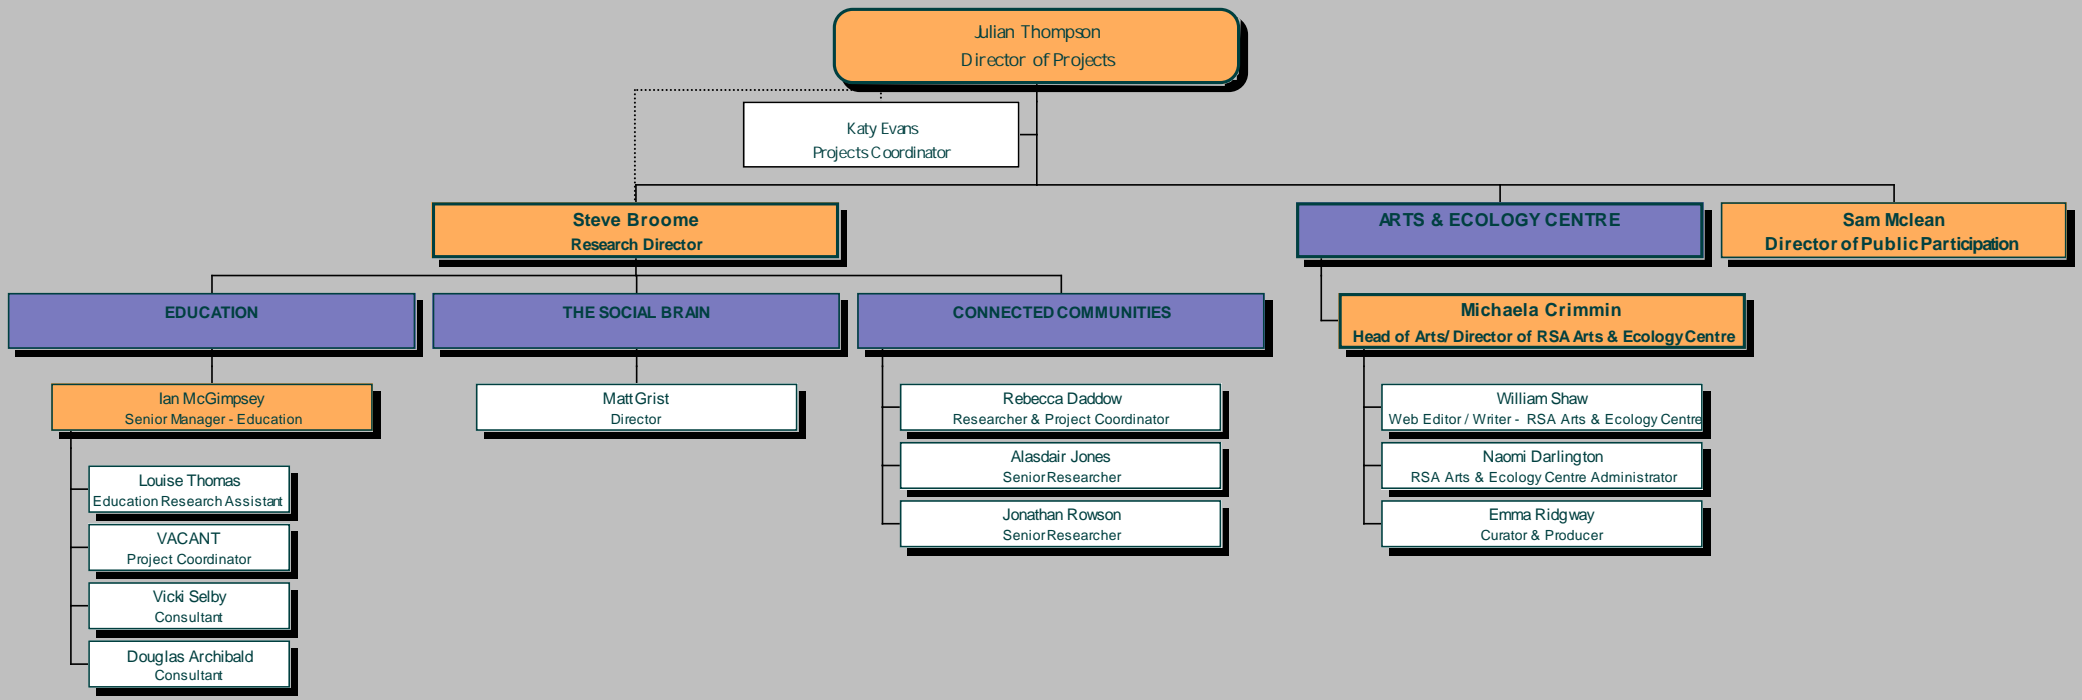 Julian Thompson
Director of Projects
Katy Evans
Projects Coordinator
Steve Broome
Research Director
ARTS & ECOLOGY CENTRE
Sam Mclean
Director of Public Participation
EDUCATION
THE SOCIAL BRAIN
CONNECTED COMMUNITIES
Michaela Crimmin
Head of Arts/ Director of RSA Arts & Ecology Centre
Ian McGimpsey
Senior Manager - Education
Matt Grist
Director
Rebecca Daddow
Researcher & Project Coordinator
William Shaw
Web Editor / Writer - RSA Arts & Ecology Centre
Alasdair Jones
Senior Researcher
Naomi Darlington
RSA Arts & Ecology Centre Administrator
Louise Thomas
Education Research Assistant
Jonathan Rowson
Senior Researcher
Emma Ridgway
Curator & Producer
VACANT
Project Coordinator
Vicki Selby
Consultant
Douglas Archibald
Consultant